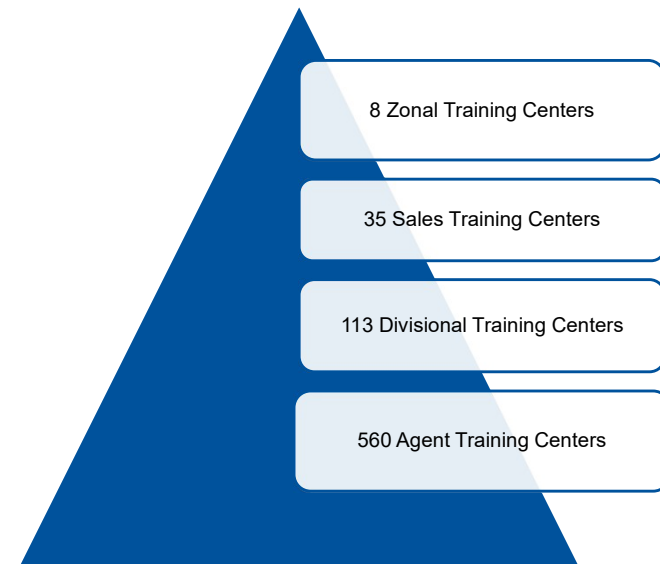 8 Zonal Training Centers
35 Sales Training Centers
113 Divisional Training Centers
560 Agent Training Centers